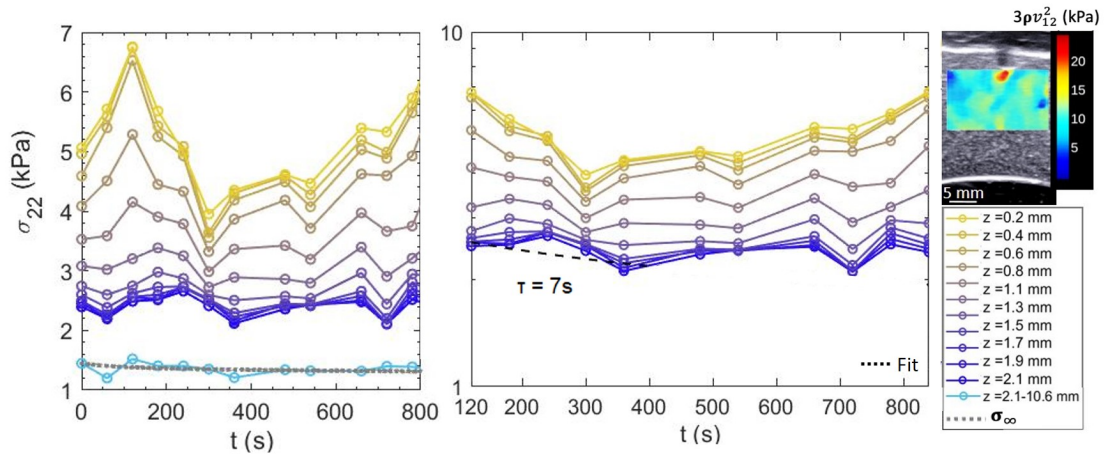 7
6
5
4
3
2
1
σ22 (kPa)
0 200 400 600 800
t (s)
10
1
τ = 7s
Fit
120 200 300 400 500 600 700 800
t (s)
3ρv₁₂² (kPa)
20
15
10
5
5 mm
z =0.2 mm
z =0.4 mm
z =0.6 mm
z =0.8 mm
z =1.1 mm
z =1.3 mm
z =1.5 mm
z =1.7 mm
z =1.9 mm
z =2.1 mm
z =2.1-10.6 mm
σ∞